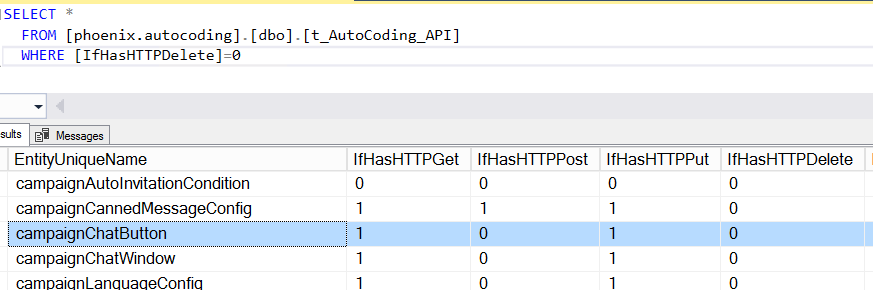 SELECT *
FROM [phoenix.autocoding].[dbo].[t_AutoCoding_API]
WHERE [IfHasHTTPDelete]=0
Messages
EntityUniqueName IfHasHTTPGet IfHasHTTPPost IfHasHTTPPut IfHasHTTPDelete
campaignAutoInvitationCondition 0 0 0 0
campaignCannedMessageConfig 1 1 1 0
campaignChatButton 1 0 1 0
campaignChatWindow 1 0 1 0
campaignLanguageConfig 1 0 1 0